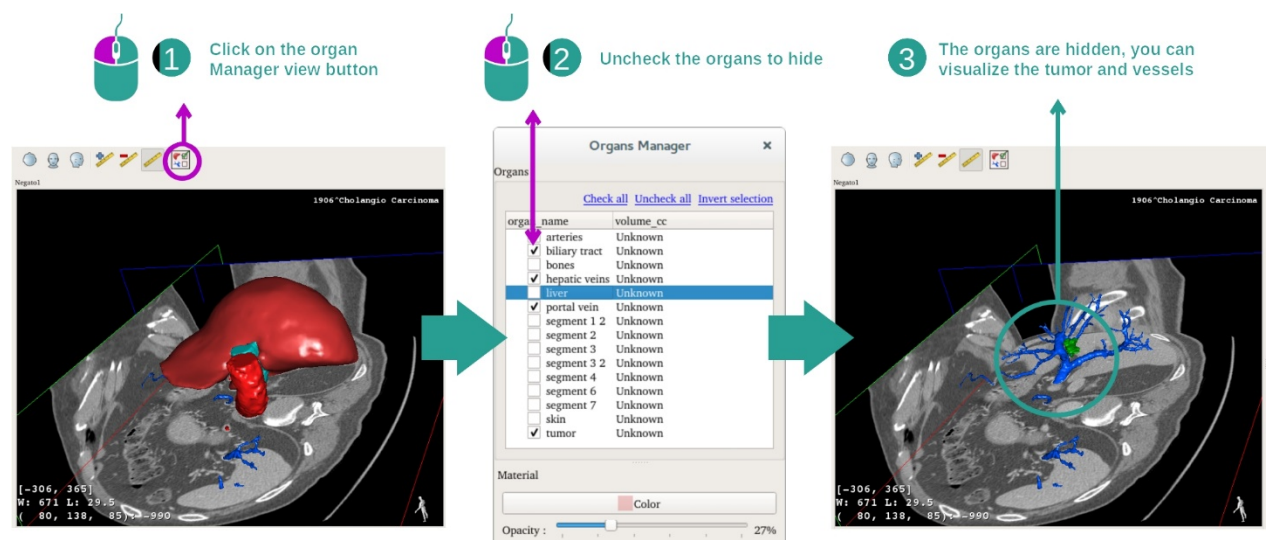 1
Click on the organ
Manager view button
2
Uncheck the organs to hide
3
The organs are hidden, you can
visualize the tumor and vessels
Negato1
1906^Cholangio Carcinoma
[-306, 365]
W: 671 L: 29.5
( 80, 138, 85): -990
Organs Manager
Organs
Check all Uncheck all Invert selection
organ_name volume_cc
arteries Unknown
biliary tract Unknown
bones Unknown
hepatic veins Unknown
liver Unknown
portal vein Unknown
segment 1 2 Unknown
segment 2 Unknown
segment 3 Unknown
segment 3 2 Unknown
segment 4 Unknown
segment 6 Unknown
segment 7 Unknown
skin Unknown
tumor Unknown
Material
Color
Opacity : 27%
Negato1
1906^Cholangio Carcinoma
[-306, 365]
W: 671 L: 29.5
( 80, 138, 85): -990